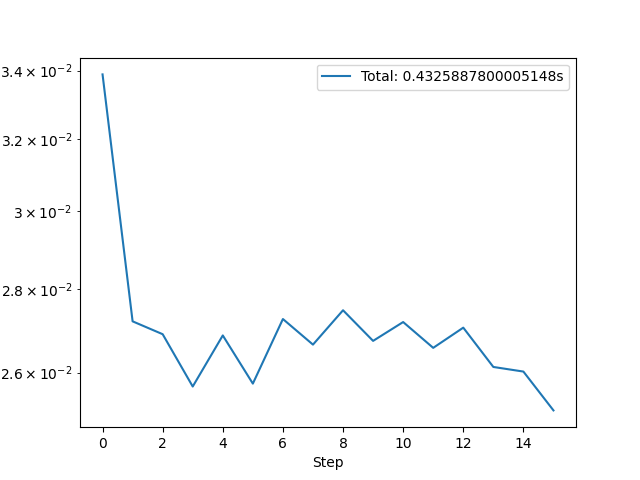 Total: 0.4325887800005148s
3.4 × 10⁻²
3.2 × 10⁻²
3 × 10⁻²
2.8 × 10⁻²
2.6 × 10⁻²
0 2 4 6 8 10 12 14
Step